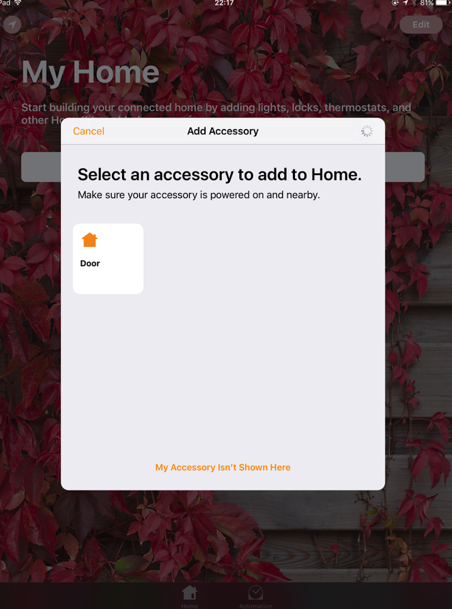 Pad
22:17
81%
Edit
My Home
Start building your connected home by adding lights, locks, thermostats, and
other
Cancel
Add Accessory
Select an accessory to add to Home.
Make sure your accessory is powered on and nearby.
Door
My Accessory Isn't Shown Here
Home
Automation